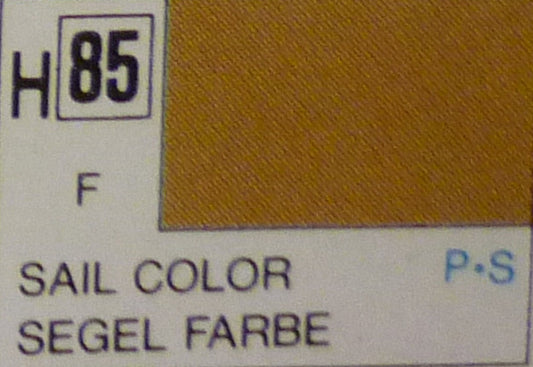 H 85
F
SAIL COLOR P•S
SEGEL FARBE